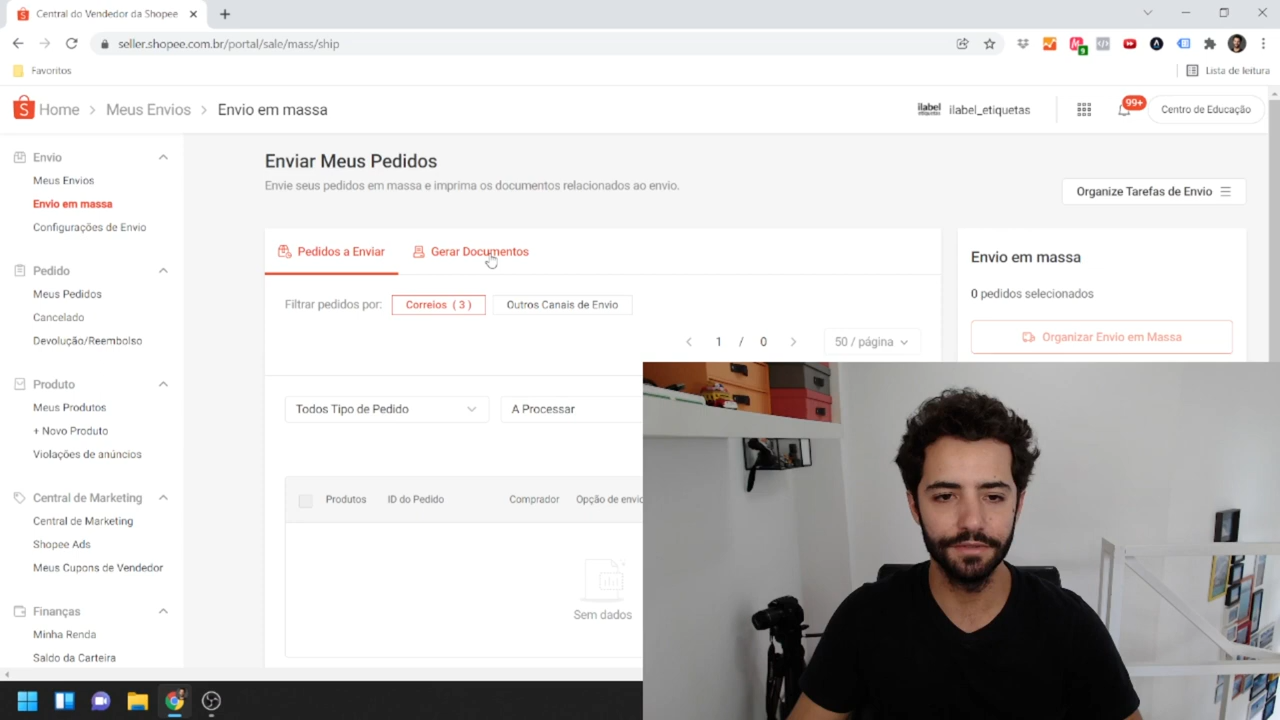 Central do Vendedor da Shopee
seller.shopee.com.br/portal/sale/mass/ship
9
Favoritos
Lista de leitura
Home > Meus Envios > Envio em massa
ilabel
etiquetas
ilabel_etiquetas
99+
Centro de Educação
Envio
Meus Envios
Envio em massa
Configurações de Envio
Pedido
Meus Pedidos
Cancelado
Devolução/Reembolso
Produto
Meus Produtos
+ Novo Produto
Violações de anúncios
Central de Marketing
Central de Marketing
Shopee Ads
Meus Cupons de Vendedor
Finanças
Minha Renda
Saldo da Carteira
Enviar Meus Pedidos
Envie seus pedidos em massa e imprima os documentos relacionados ao envio.
Organize Tarefas de Envio
Pedidos a Enviar
Gerar Documentos
Filtrar pedidos por:
Correios ( 3 )
Outros Canais de Envio
1 / 0
50 / página
Todos Tipo de Pedido
A Processar
Produtos
ID do Pedido
Comprador
Opção de envio
Sem dados
Envio em massa
0 pedidos selecionados
Organizar Envio em Massa